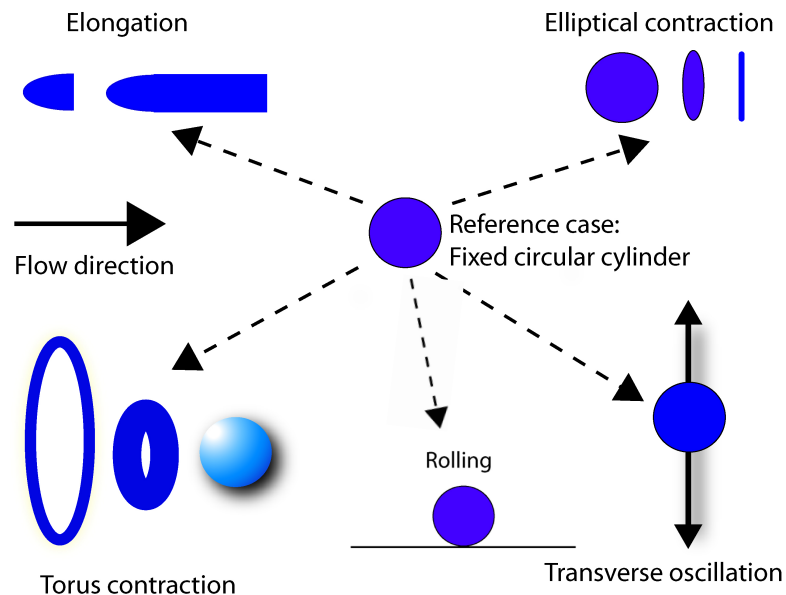 Elongation
Elliptical contraction
Reference case:
Fixed circular cylinder
Flow direction
Rolling
Torus contraction
Transverse oscillation